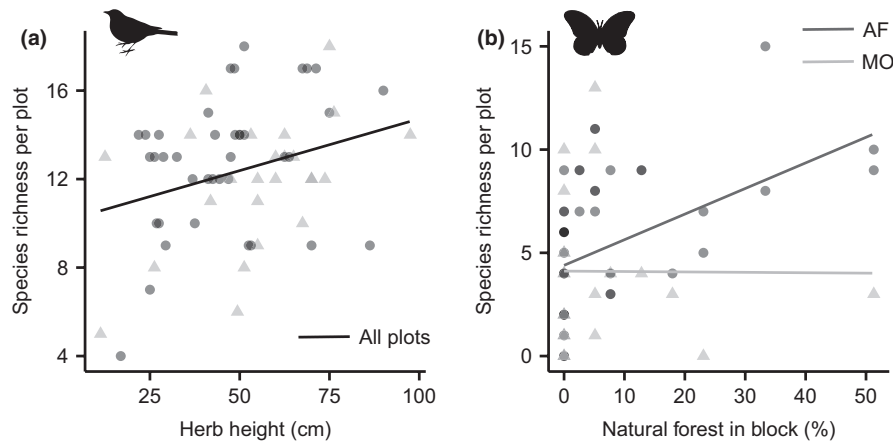 (a)
Species richness per plot
16
12
8
4
25 50 75 100
Herb height (cm)
All plots
(b)
AF
MO
Species richness per plot
15
10
5
0
0 10 20 30 40 50
Natural forest in block (%)